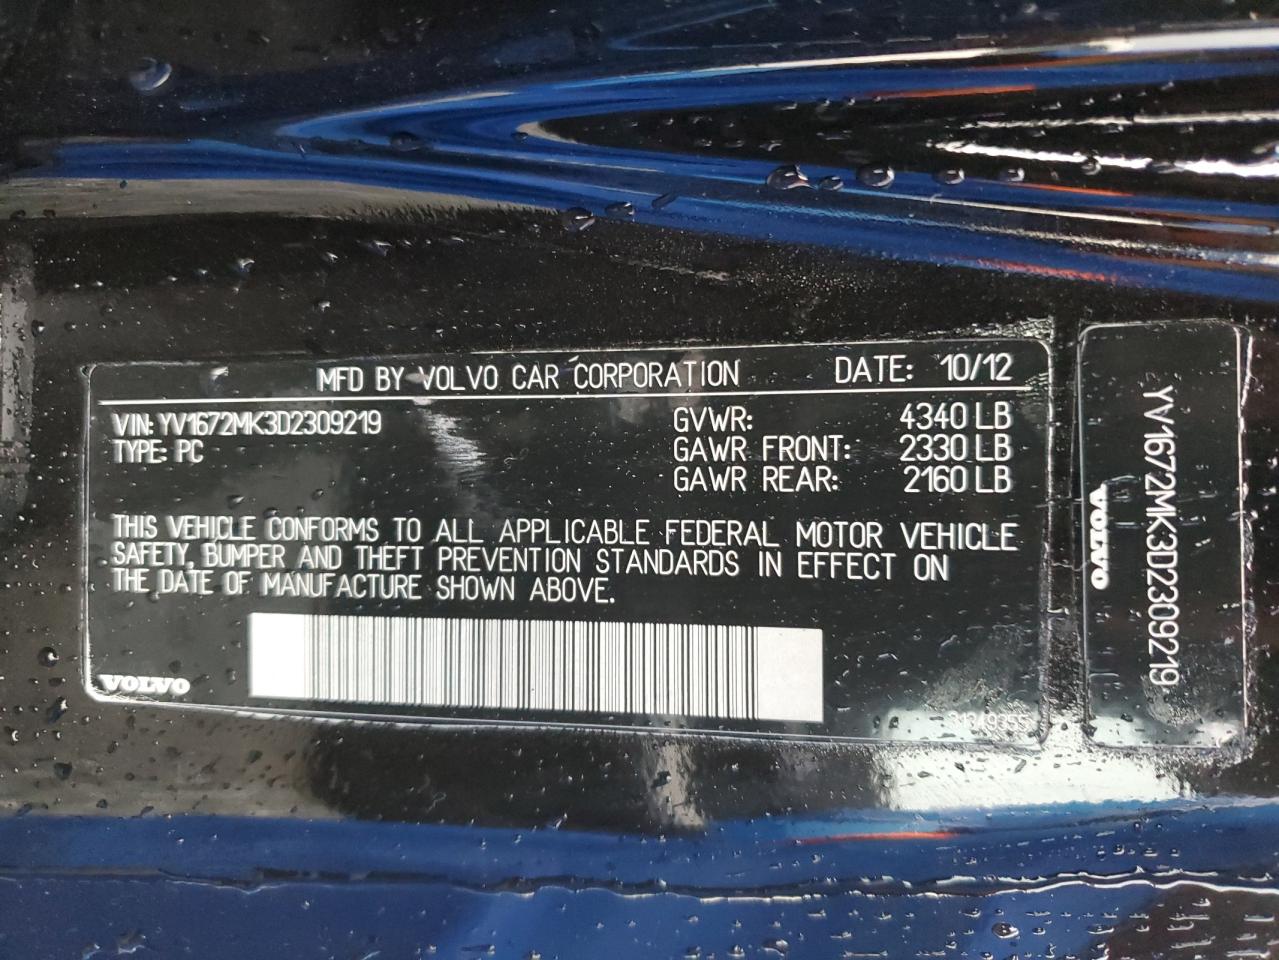 MFD BY VOLVO CAR CORPORATION DATE: 10/12
VIN: YV1672MK3D2309219 GVWR: 4340 LB
TYPE: PC GAWR FRONT: 2330 LB
GAWR REAR: 2160 LB
THIS VEHICLE CONFORMS TO ALL APPLICABLE FEDERAL MOTOR VEHICLE
SAFETY, BUMPER AND THEFT PREVENTION STANDARDS IN EFFECT ON
THE DATE OF MANUFACTURE SHOWN ABOVE.
VOLVO
31349355
YV1672MK3D2309219
VOLVO